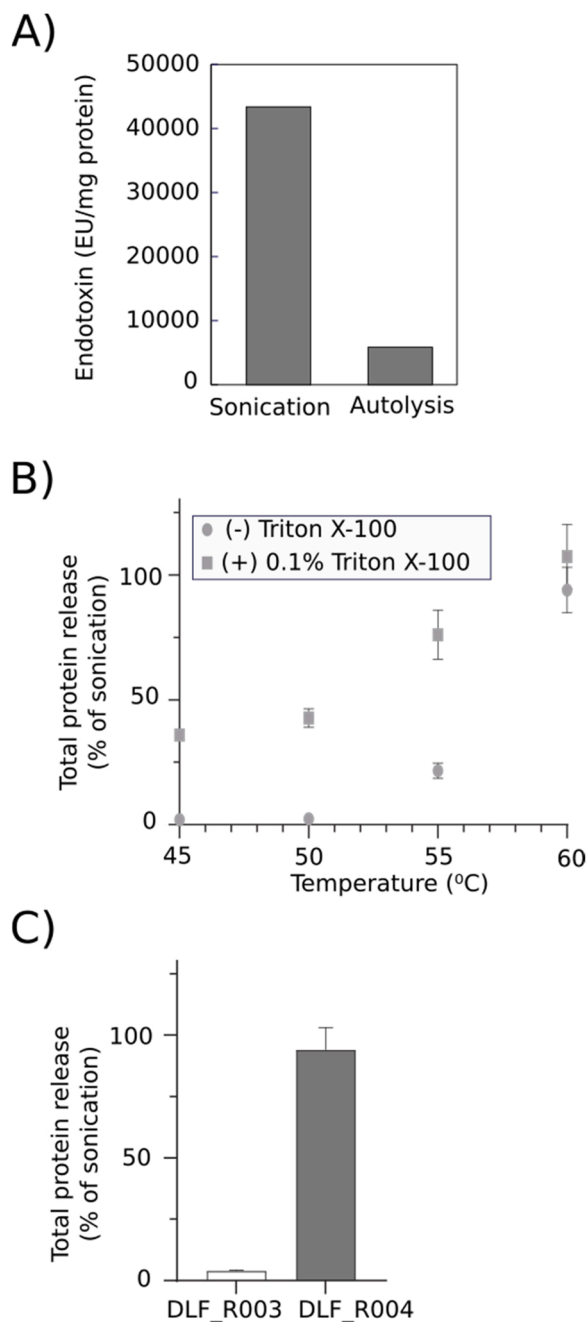 A)
Endotoxin (EU/mg protein)
50000
40000
30000
20000
10000
0
Sonication Autolysis
B)
(-) Triton X-100
(+) 0.1% Triton X-100
Total protein release
(% of sonication)
100
50
0
45 50 55 60
Temperature (⁰C)
C)
Total protein release
(% of sonication)
100
50
0
DLF_R003 DLF_R004